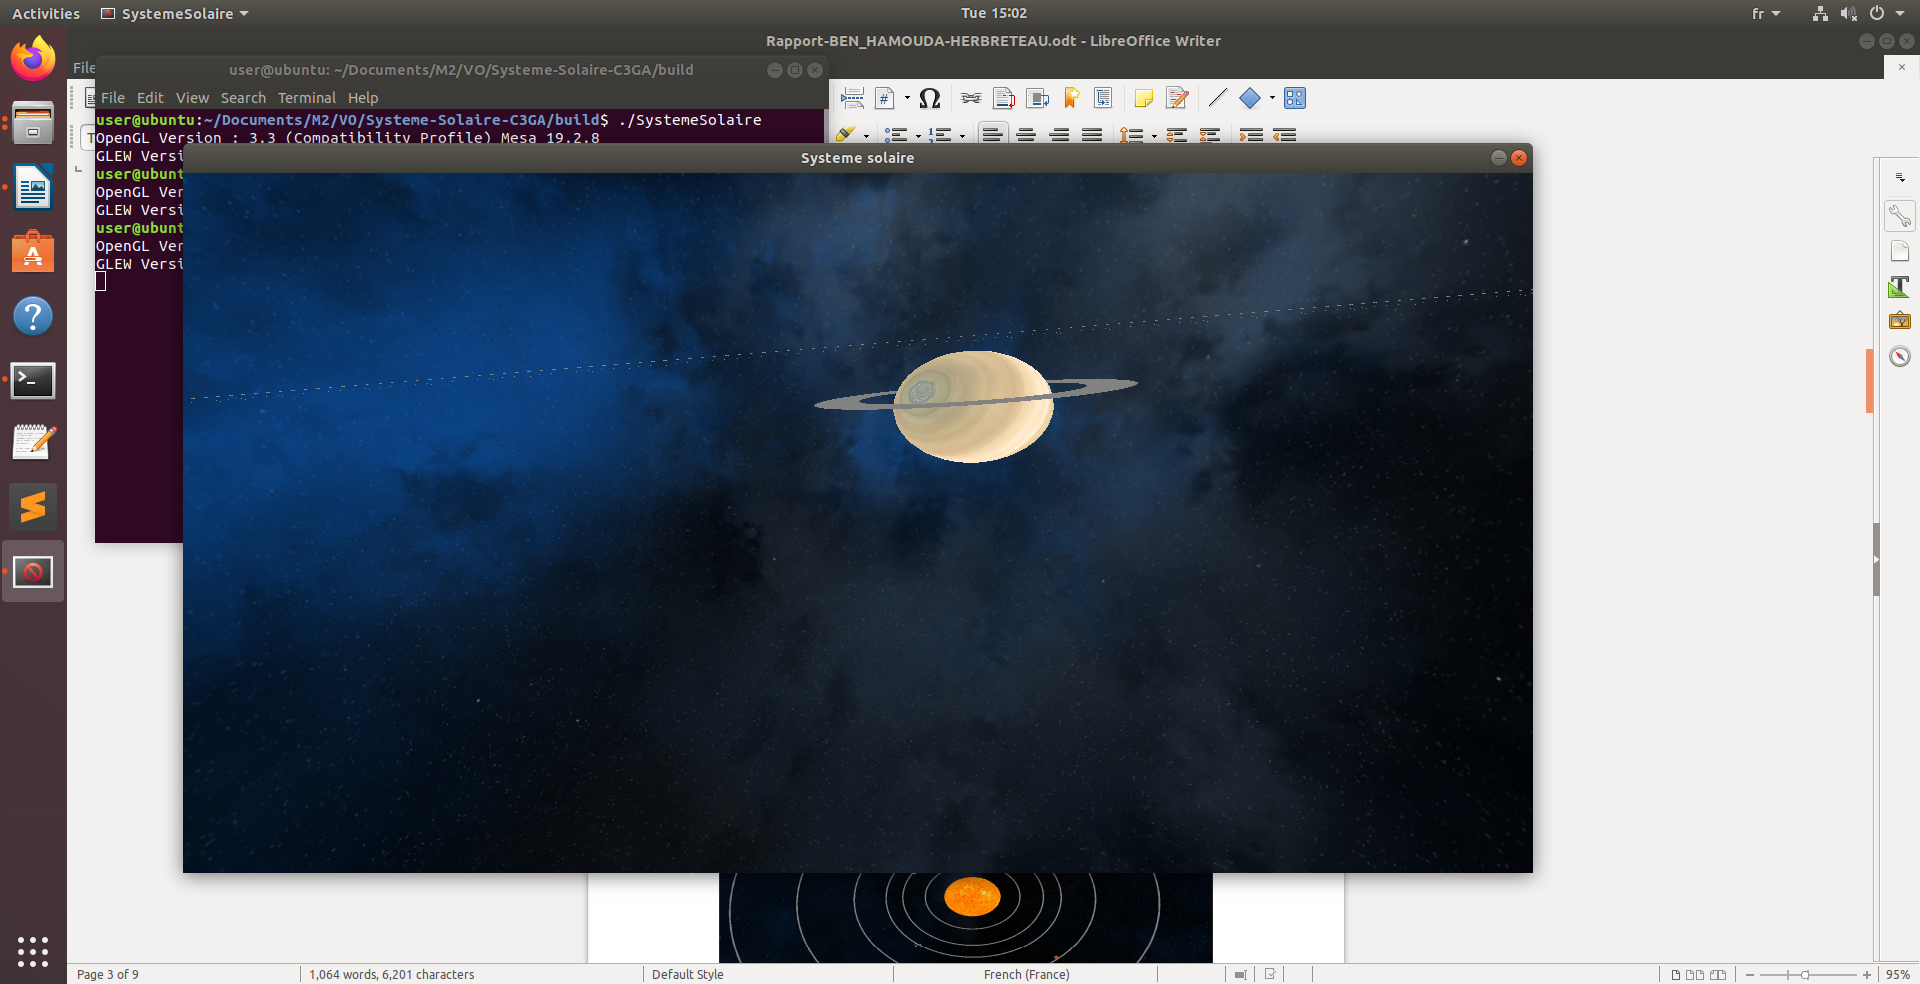 Activities
SystemeSolaire
Tue 15:02
fr
Rapport-BEN_HAMOUDA-HERBRETEAU.odt - LibreOffice Writer
File
user@ubuntu: ~/Documents/M2/VO/Systeme-Solaire-C3GA/build
File Edit View Search Terminal Help
user@ubuntu:~/Documents/M2/VO/Systeme-Solaire-C3GA/build$ ./SystemeSolaire
OpenGL Version : 3.3 (Compatibility Profile) Mesa 19.2.8
GLEW Versi
user@ubunt
OpenGL Ver
GLEW Versi
user@ubunt
OpenGL Ver
GLEW Versi
Systeme solaire
Page 3 of 9
1,064 words, 6,201 characters
Default Style
French (France)
95%